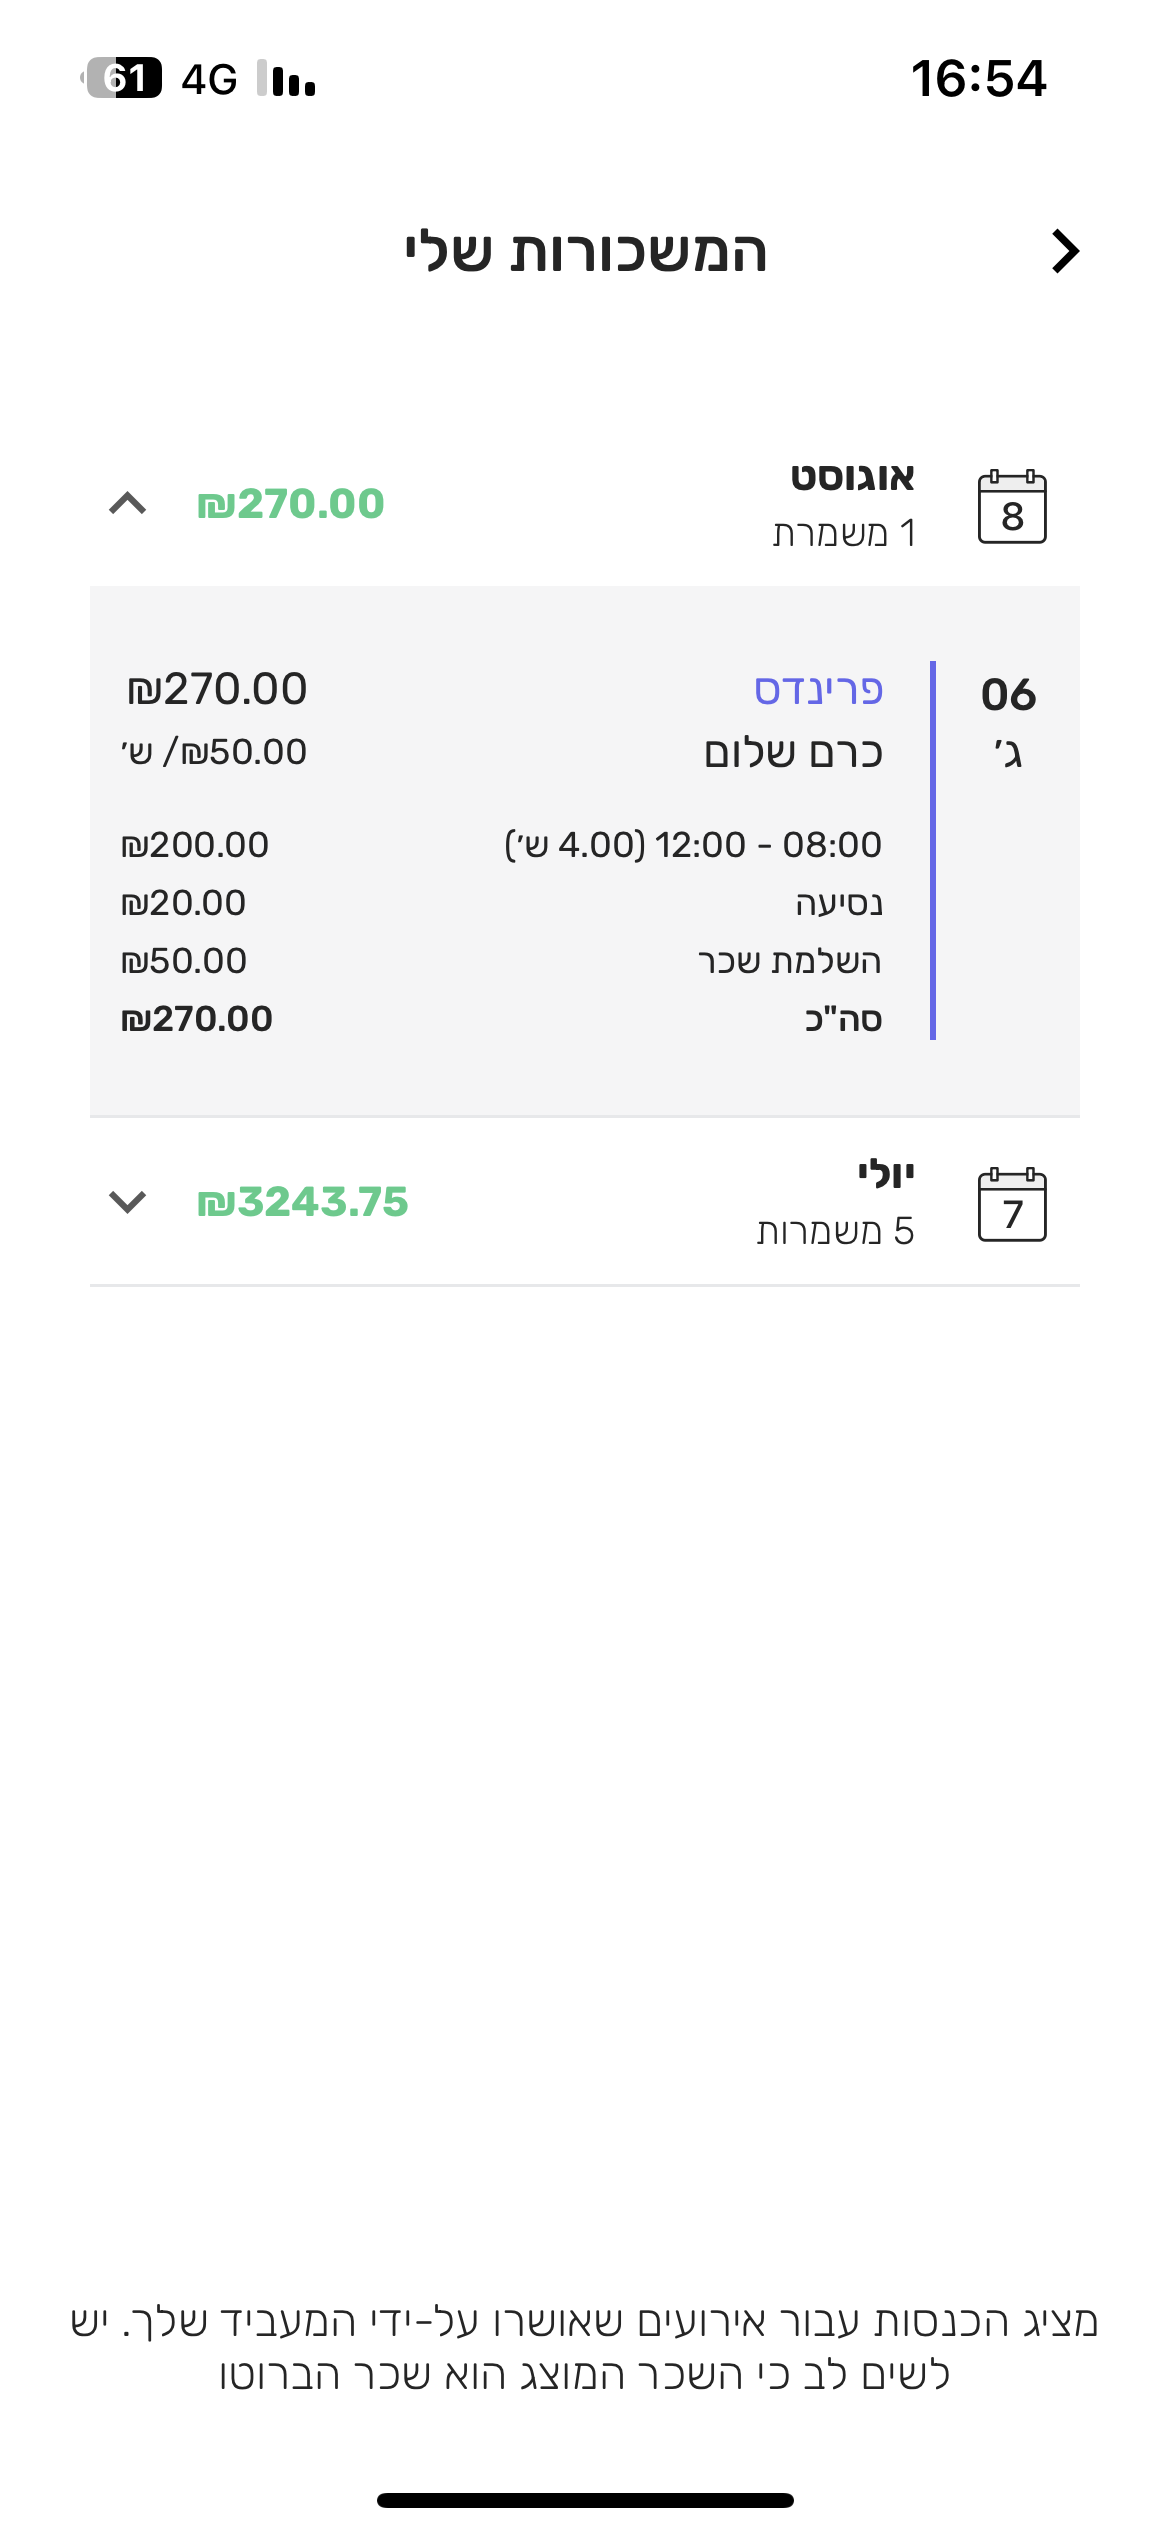 16:54
4G
61
המשכורות שלי
8
אוגוסט
1 משמרת
₪270.00
06
ג׳
פרינדס
₪270.00
כרם שלום
₪50.00/ ש׳
08:00 - 12:00 (4.00 ש׳)
₪200.00
נסיעה
₪20.00
השלמת שכר
₪50.00
סה"כ
₪270.00
7
יולי
5 משמרות
₪3243.75
מציג הכנסות עבור אירועים שאושרו על-ידי המעביד שלך. יש
לשים לב כי השכר המוצג הוא שכר הברוטו